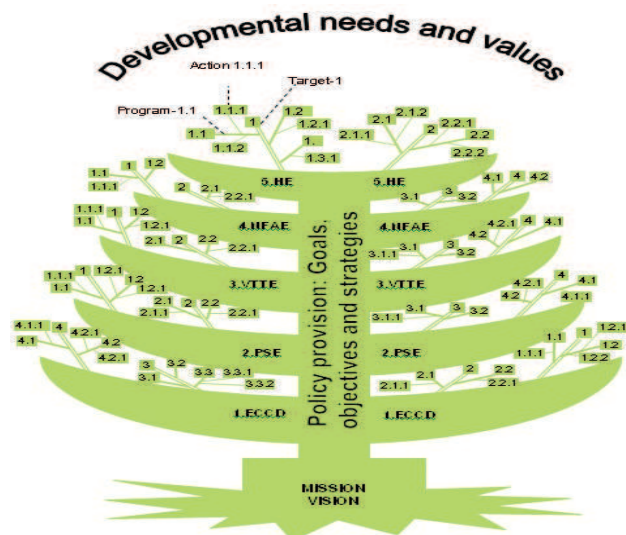 Developmental needs and values
Action 1.1.1
Target-1
Program-1.1
1.1.1 1 1.2
1.1 1.2.1
1.1.2 1.
1.3.1
2.1.2
2.1 2 2.2.1
2.1.1 2.2
2.2.2
5.HE 5.HE
1.1 1 1.2
1.1.1
2 2.1
2.2.1
3.1 3 3.2
4.1 4 4.2
4.NFAE 4.NFAE
1.1.1 1 1.2
1.1 1.2.1
2.1 2 2.2
2.2.1
3.1 3
3.1.1 3.2
4.2.1 4 4.1
4.2
3.VTTE 3.VTTE
1.1.1 1 1.2.1
1.1 1.2
1.2.1
2.1 2 2.2
2.1.1 2.2.1
3.1 3 3.2
3.1.1
4.2.1 4
4.2 4.1
4.1.1
2.PSE 2.PSE
4.1.1 4 4.2.1
4.1 4.2
4.2.1
3 3.2 3.3 3.3.1
3.1 3.3.2
2.1 2 2.2
2.1.1 2.2.1
1.1 1 1.2.1
1.1.1 1.2
1.2.2
1.ECCD 1.ECCD
Policy provision: Goals,
objectives and strategies
MISSION
VISION